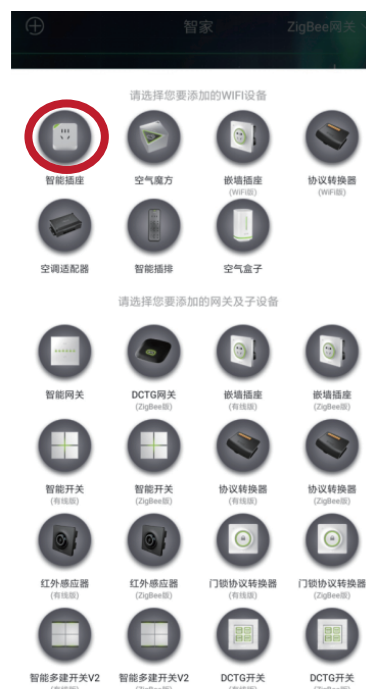 智家
ZigBee网关
请选择您要添加的WIFI设备
智能插座
空气魔方
嵌墙插座
(WiFi版)
协议转换器
(WiFi版)
空调适配器
智能插排
空气盒子
请选择您要添加的网关及子设备
智能网关
DCTG网关
(ZigBee版)
嵌墙插座
(有线版)
嵌墙插座
(ZigBee版)
智能开关
(有线版)
智能开关
(ZigBee版)
协议转换器
(有线版)
协议转换器
(ZigBee版)
红外感应器
(有线版)
红外感应器
(ZigBee版)
门锁协议转换器
(有线版)
门锁协议转换器
(ZigBee版)
智能多建开关V2
智能多建开关V2
DCTG开关
DCTG开关